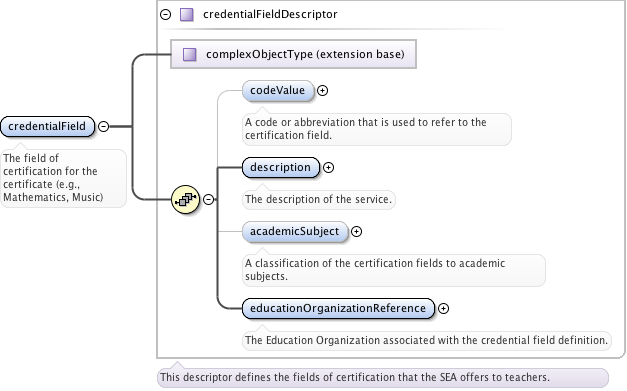 credentialFieldDescriptor
complexObjectType (extension base)
codeValue
A code or abbreviation that is used to refer to the
certification field.
credentialField
The field of
certification for the
certificate (e.g.,
Mathematics, Music)
description
The description of the service.
academicSubject
A classification of the certification fields to academic
subjects.
educationOrganizationReference
The Education Organization associated with the credential field definition.
This descriptor defines the fields of certification that the SEA offers to teachers.